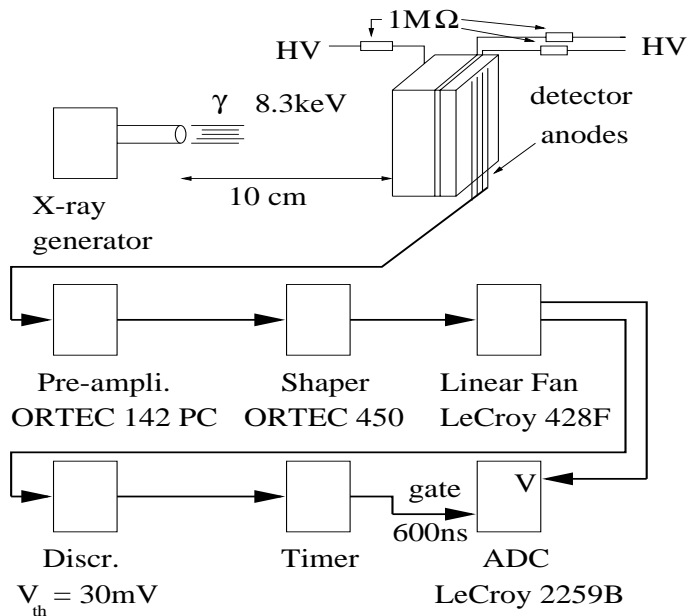 1MΩ
HV
HV
γ 8.3keV
detector
anodes
10 cm
X-ray
generator
Pre-ampli.
ORTEC 142 PC
Shaper
ORTEC 450
Linear Fan
LeCroy 428F
gate
600ns
V
Discr.
V_th = 30mV
Timer
ADC
LeCroy 2259B